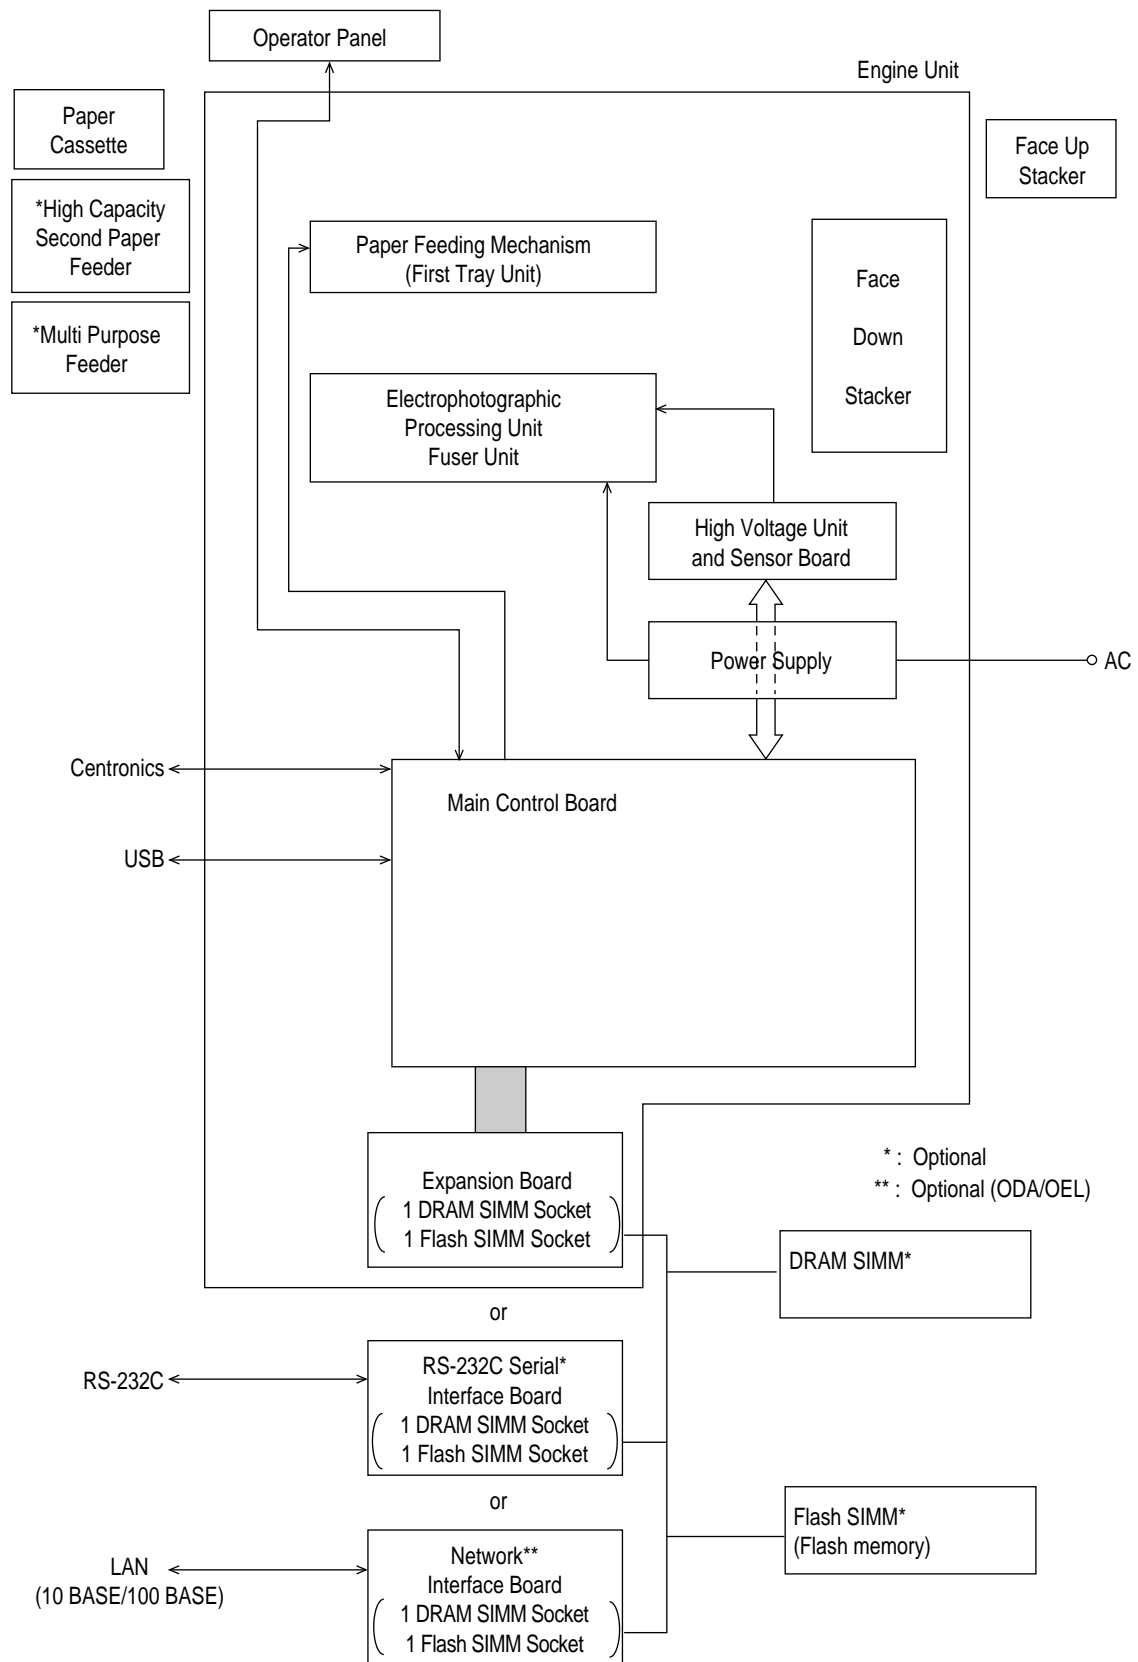 Operator Panel
Engine Unit
Paper
Cassette
Face Up
Stacker
*High Capacity
Second Paper
Feeder
Paper Feeding Mechanism
(First Tray Unit)
Face
Down
Stacker
*Multi Purpose
Feeder
Electrophotographic
Processing Unit
Fuser Unit
High Voltage Unit
and Sensor Board
Power Supply
AC
Centronics
Main Control Board
USB
* : Optional
** : Optional (ODA/OEL)
Expansion Board
( 1 DRAM SIMM Socket
1 Flash SIMM Socket )
DRAM SIMM*
or
RS-232C
RS-232C Serial*
Interface Board
( 1 DRAM SIMM Socket
1 Flash SIMM Socket )
or
Flash SIMM*
(Flash memory)
LAN
(10 BASE/100 BASE)
Network**
Interface Board
( 1 DRAM SIMM Socket
1 Flash SIMM Socket )